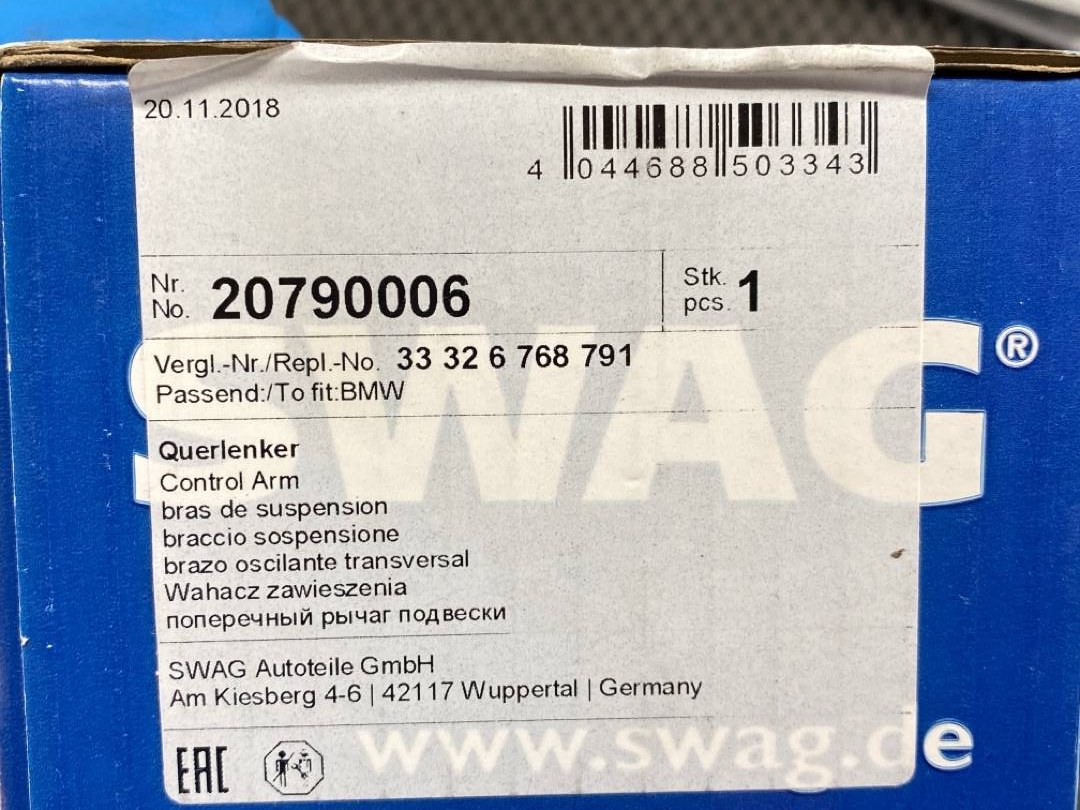 20.11.2018
4 044688 503343
Nr.
No. 20790006
Stk.
pcs. 1
Vergl.-Nr./Repl.-No. 33 32 6 768 791
Passend:/To fit:BMW
SWAG®
Querlenker
Control Arm
bras de suspension
braccio sospensione
brazo oscilante transversal
Wahacz zawieszenia
поперечный рычаг подвески
SWAG Autoteile GmbH
Am Kiesberg 4-6 | 42117 Wuppertal | Germany
EAC
www.swag.de